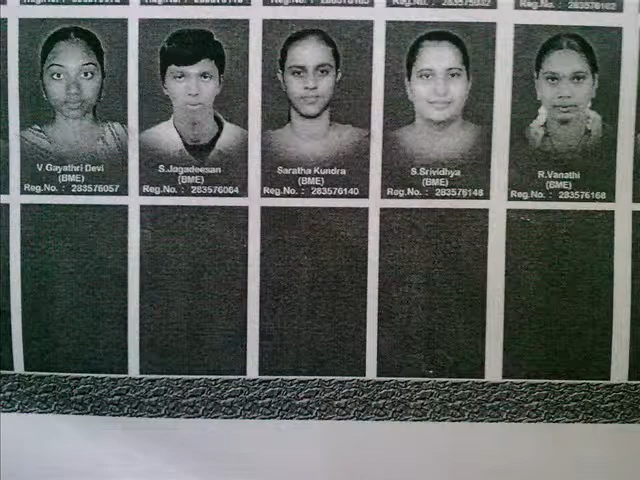 V.Gayathri Devi
(BME)
Reg.No. : 283576057
S.Jagadeesan
(BME)
Reg.No. : 283576064
Saratha Kundra
(BME)
Reg.No. : 283576140
S.Srividhya
(BME)
Reg.No. : 283576148
R.Vanathi
(BME)
Reg.No. : 283576168